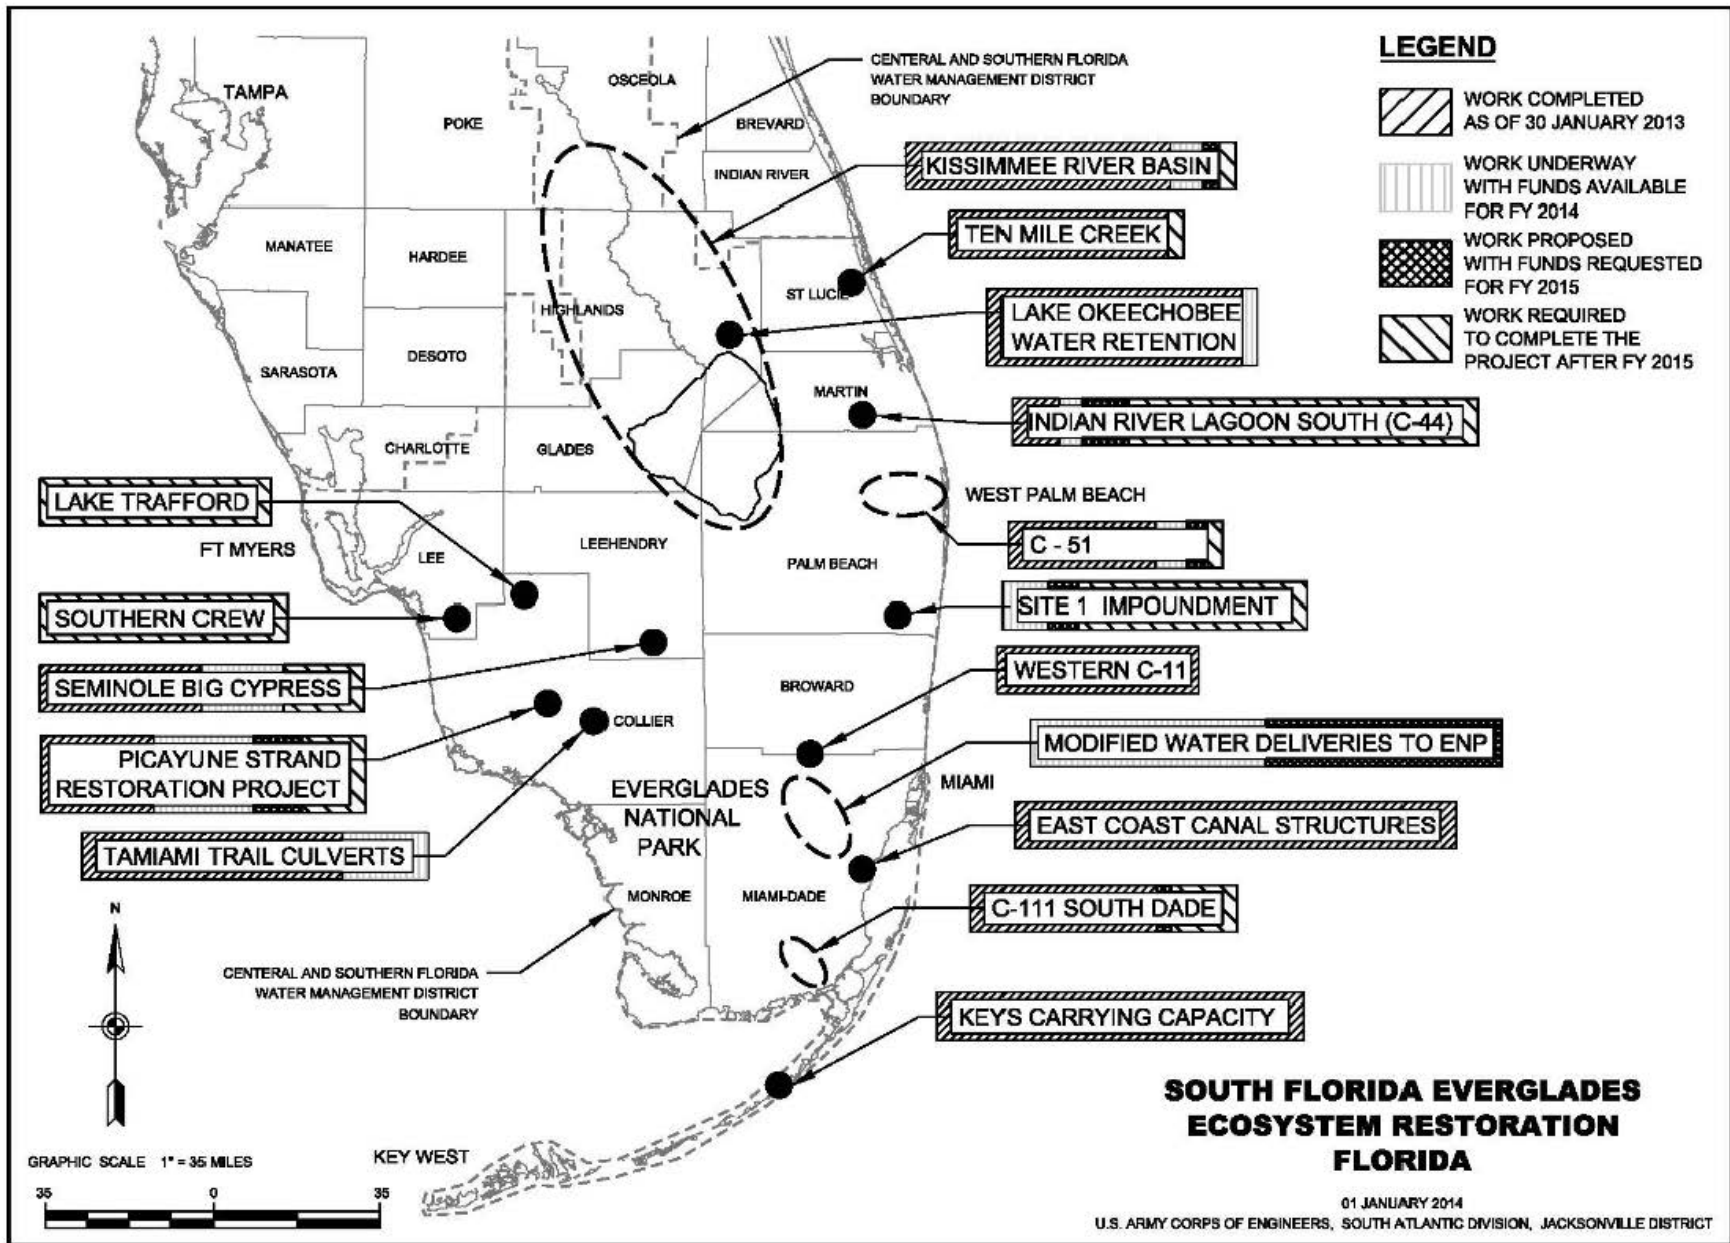 LEGEND
WORK COMPLETED
AS OF 30 JANUARY 2013
WORK UNDERWAY
WITH FUNDS AVAILABLE
FOR FY 2014
WORK PROPOSED
WITH FUNDS REQUESTED
FOR FY 2015
WORK REQUIRED
TO COMPLETE THE
PROJECT AFTER FY 2015
CENTRAL AND SOUTHERN FLORIDA
WATER MANAGEMENT DISTRICT
BOUNDARY
TAMPA
POKE
OSCEOLA
BREVARD
INDIAN RIVER
KISSIMMEE RIVER BASIN
TEN MILE CREEK
MANATEE
HARDEE
HIGHLANDS
ST LUCIE
LAKE OKEECHOBEE
WATER RETENTION
SARASOTA
DESOTO
MARTIN
INDIAN RIVER LAGOON SOUTH (C-44)
CHARLOTTE
GLADES
LAKE TRAFFORD
WEST PALM BEACH
FT MYERS
LEE
LEEHENDRY
PALM BEACH
C - 51
SOUTHERN CREW
SITE 1 IMPOUNDMENT
SEMINOLE BIG CYPRESS
BROWARD
WESTERN C-11
COLLIER
PICAYUNE STRAND
RESTORATION PROJECT
MODIFIED WATER DELIVERIES TO ENP
EVERGLADES
NATIONAL
PARK
MIAMI
TAMIAMI TRAIL CULVERTS
EAST COAST CANAL STRUCTURES
MONROE
MIAMI-DADE
C-111 SOUTH DADE
N
CENTERAL AND SOUTHERN FLORIDA
WATER MANAGEMENT DISTRICT
BOUNDARY
KEY'S CARRYING CAPACITY
KEY WEST
GRAPHIC SCALE 1" = 35 MILES
35 0 35
SOUTH FLORIDA EVERGLADES
ECOSYSTEM RESTORATION
FLORIDA
01 JANUARY 2014
U.S. ARMY CORPS OF ENGINEERS, SOUTH ATLANTIC DIVISION, JACKSONVILLE DISTRICT